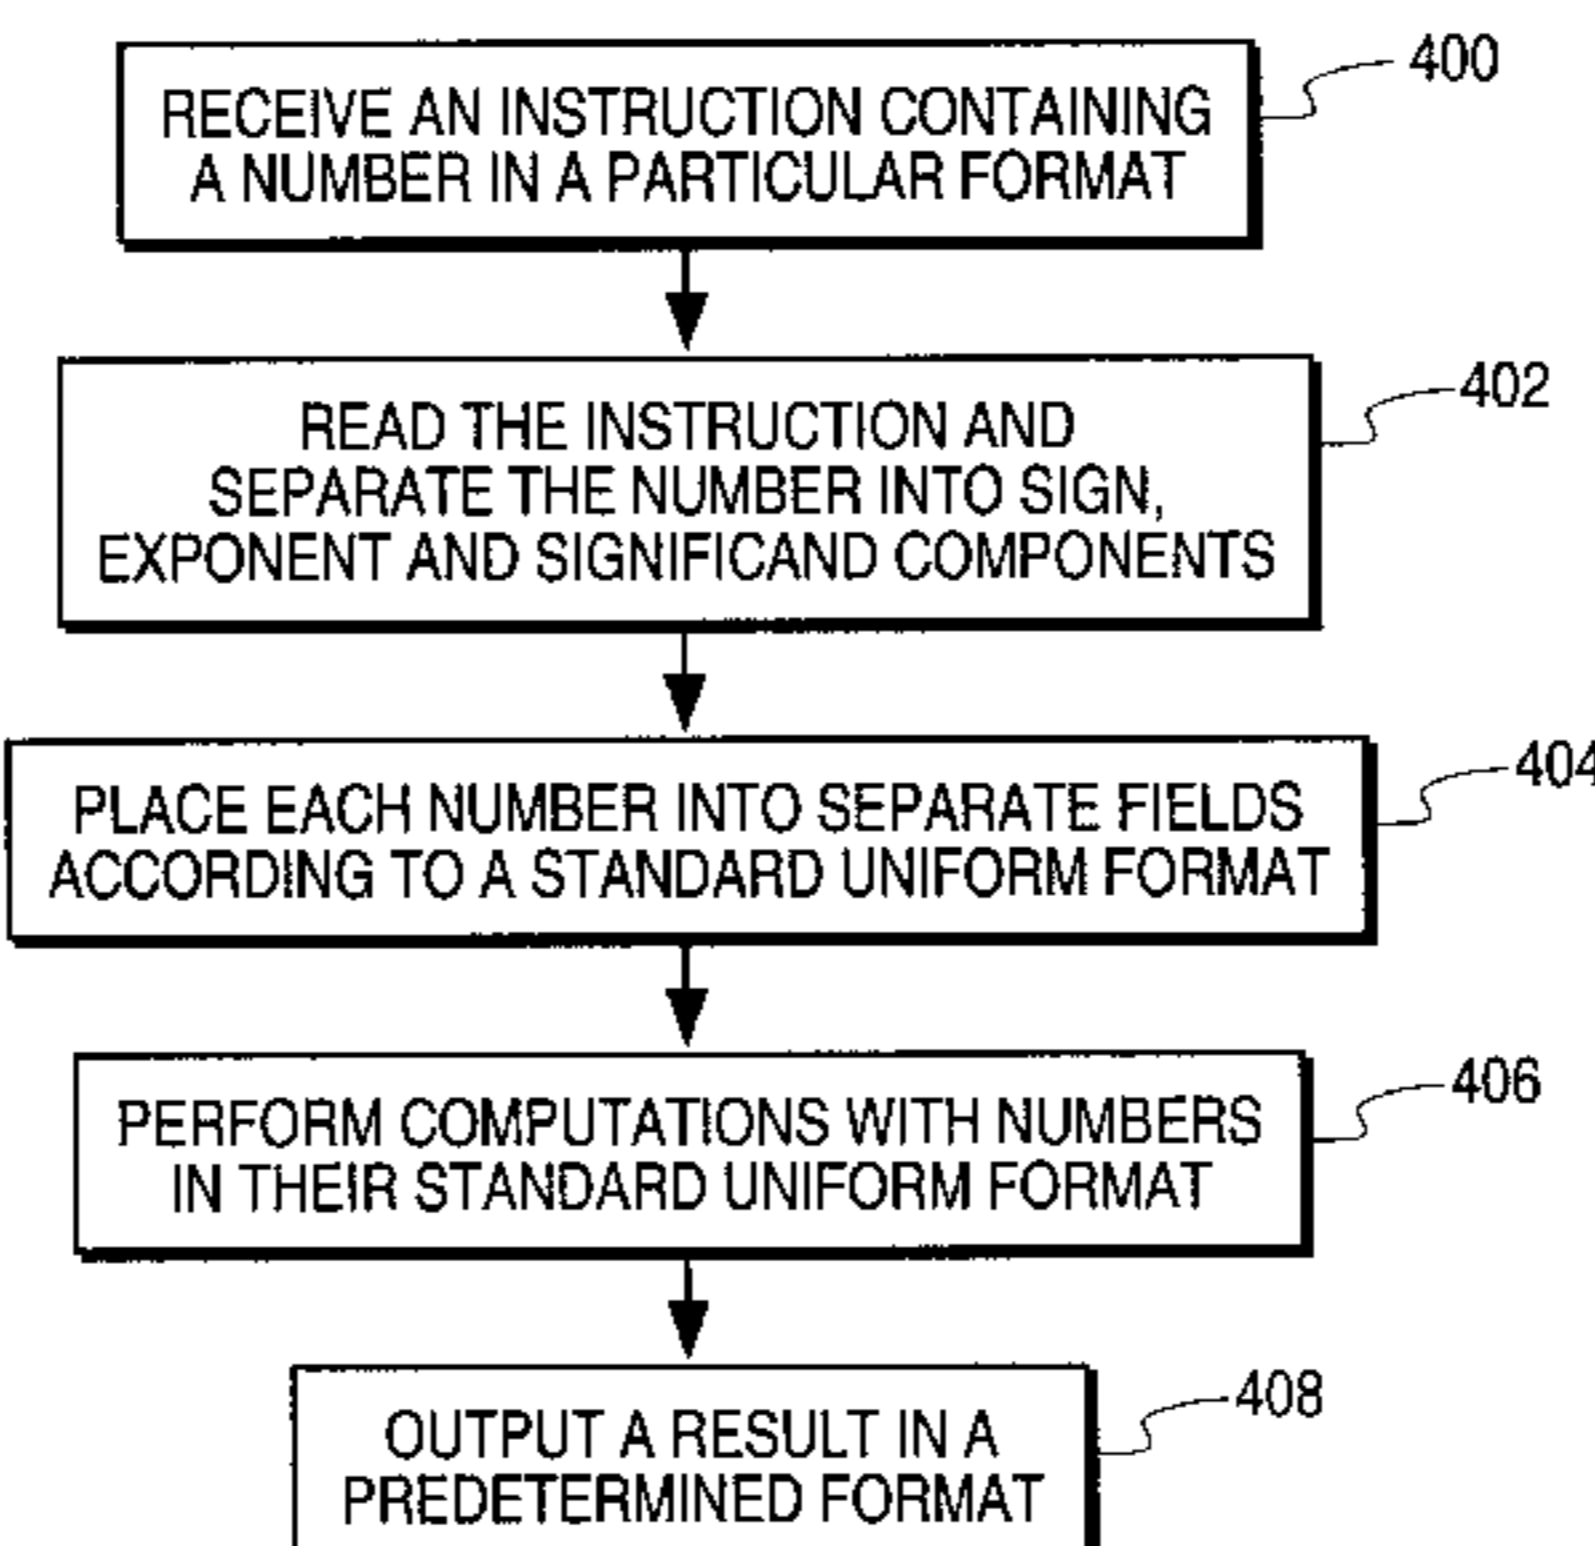 400
RECEIVE AN INSTRUCTION CONTAINING
A NUMBER IN A PARTICULAR FORMAT
402
READ THE INSTRUCTION AND
SEPARATE THE NUMBER INTO SIGN,
EXPONENT AND SIGNIFICAND COMPONENTS
404
PLACE EACH NUMBER INTO SEPARATE FIELDS
ACCORDING TO A STANDARD UNIFORM FORMAT
406
PERFORM COMPUTATIONS WITH NUMBERS
IN THEIR STANDARD UNIFORM FORMAT
408
OUTPUT A RESULT IN A
PREDETERMINED FORMAT